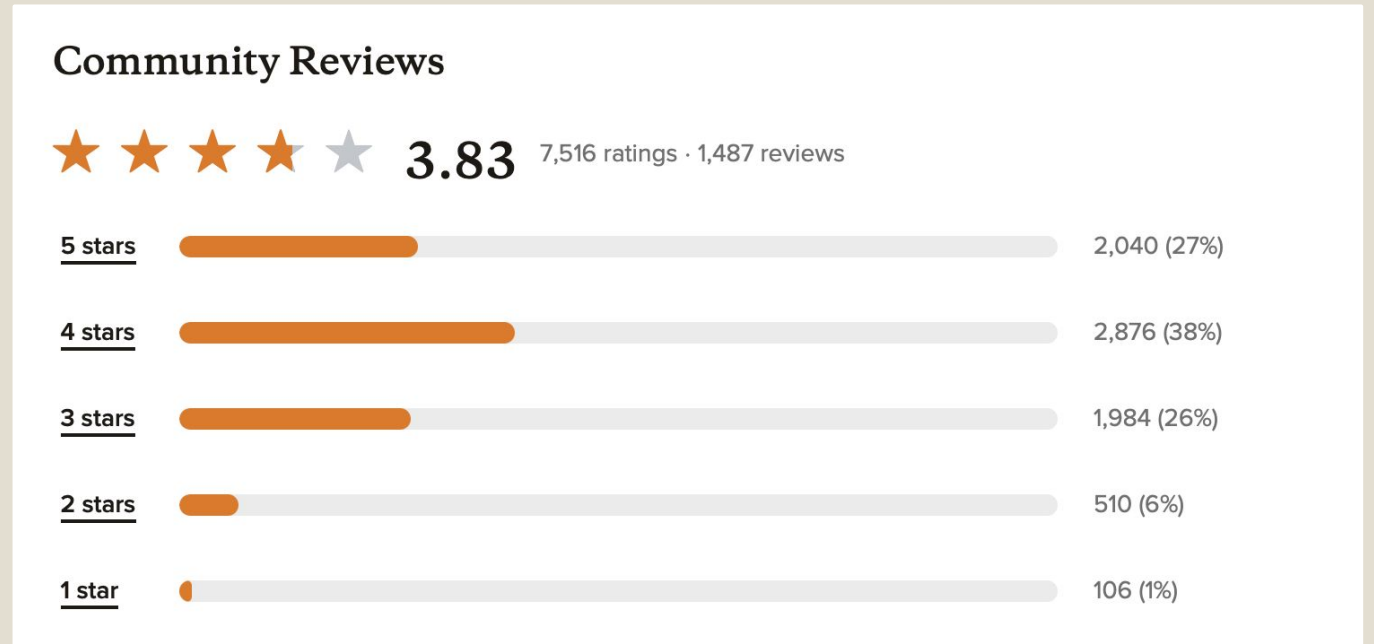 Community Reviews
3.83 7,516 ratings · 1,487 reviews
5 stars 2,040 (27%)
4 stars 2,876 (38%)
3 stars 1,984 (26%)
2 stars 510 (6%)
1 star 106 (1%)